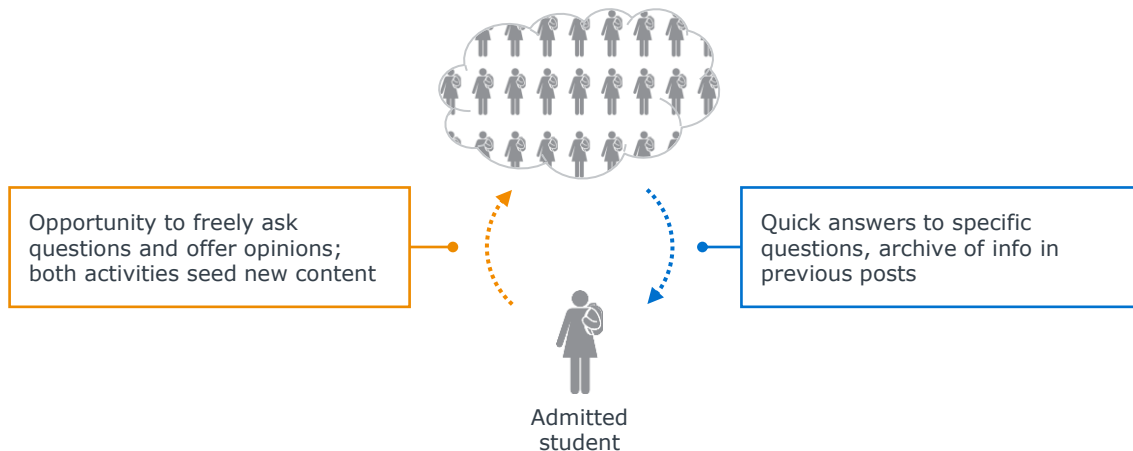 Opportunity to freely ask
questions and offer opinions;
both activities seed new content
Quick answers to specific
questions, archive of info in
previous posts
Admitted
student